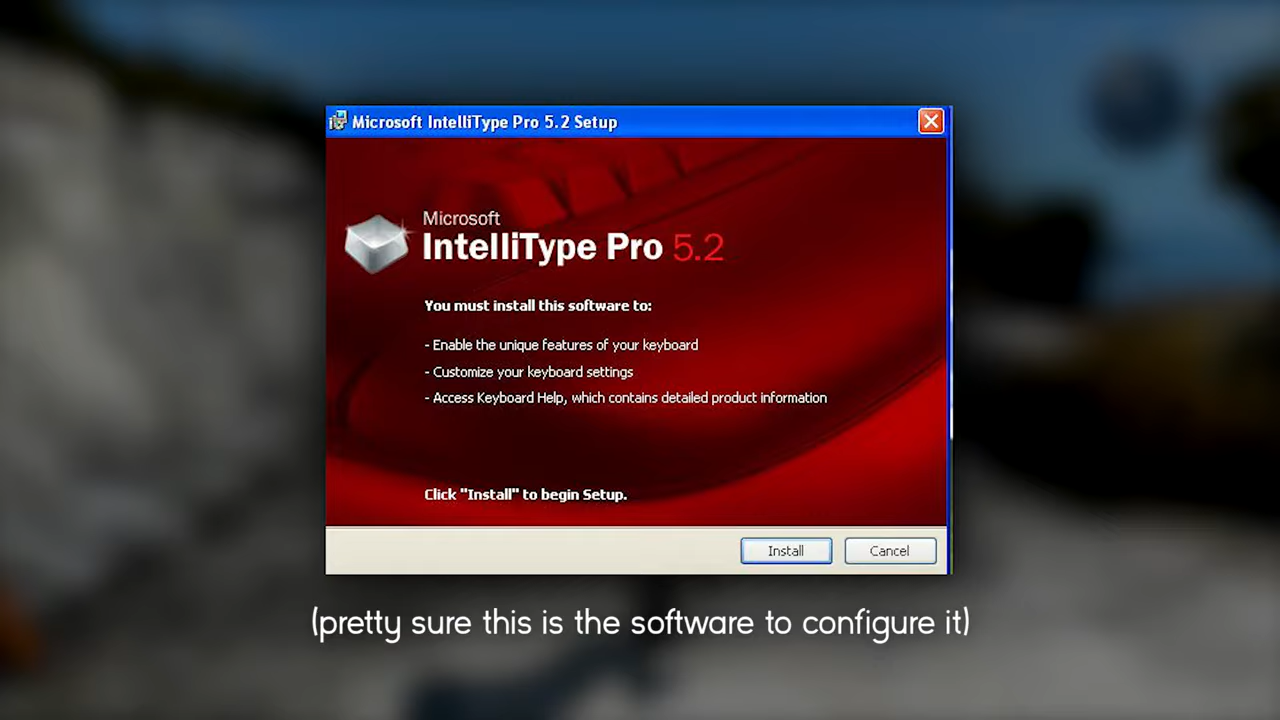 Microsoft IntelliType Pro 5.2 Setup
Microsoft
IntelliType Pro 5.2
You must install this software to:
- Enable the unique features of your keyboard
- Customize your keyboard settings
- Access Keyboard Help, which contains detailed product information
Click "Install" to begin Setup.
Install Cancel
(pretty sure this is the software to configure it)